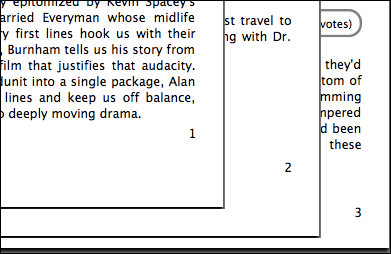 y epitomized by Kevin Spacey's
arried Everyman whose midlife
ry first lines hook us with their
, Burnham tells us his story from
film that justifies that audacity.
dunit into a single package, Alan
lines and keep us off balance,
deeply moving drama.
1
st travel to
ng with Dr.
2
votes)
they'd
tom of
mming
mpered
d been
these
3